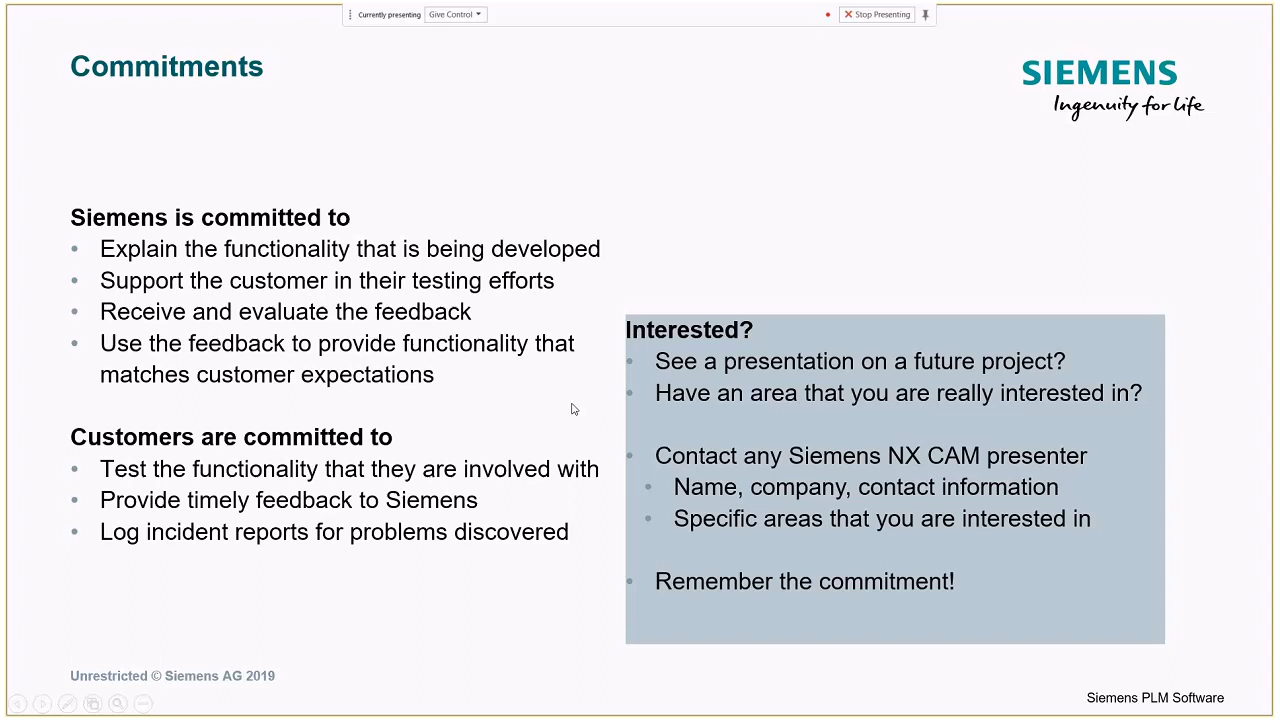 Currently presenting
Give Control
Stop Presenting
Commitments
SIEMENS
Ingenuity for life
Siemens is committed to
• Explain the functionality that is being developed
• Support the customer in their testing efforts
• Receive and evaluate the feedback
• Use the feedback to provide functionality that
matches customer expectations
Customers are committed to
• Test the functionality that they are involved with
• Provide timely feedback to Siemens
• Log incident reports for problems discovered
Interested?
• See a presentation on a future project?
• Have an area that you are really interested in?
• Contact any Siemens NX CAM presenter
• Name, company, contact information
• Specific areas that you are interested in
• Remember the commitment!
Unrestricted © Siemens AG 2019
Siemens PLM Software